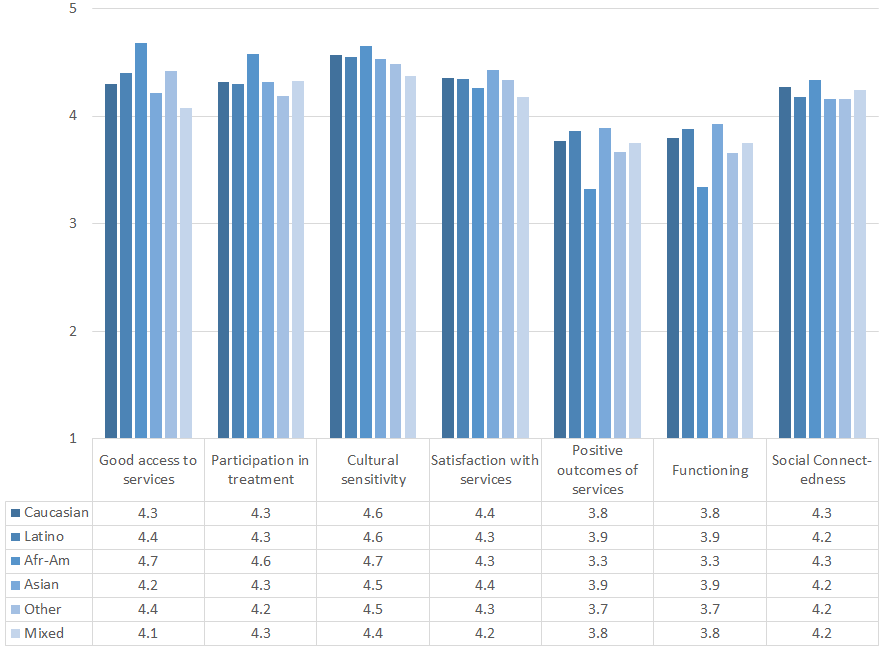 5
4
3
2
1
Good access to services
Participation in treatment
Cultural sensitivity
Satisfaction with services
Positive outcomes of services
Functioning
Social Connect-edness
Caucasian 4.3 4.3 4.6 4.4 3.8 3.8 4.3
Latino 4.4 4.3 4.6 4.3 3.9 3.9 4.2
Afr-Am 4.7 4.6 4.7 4.3 3.3 3.3 4.3
Asian 4.2 4.3 4.5 4.4 3.9 3.9 4.2
Other 4.4 4.2 4.5 4.3 3.7 3.7 4.2
Mixed 4.1 4.3 4.4 4.2 3.8 3.8 4.2